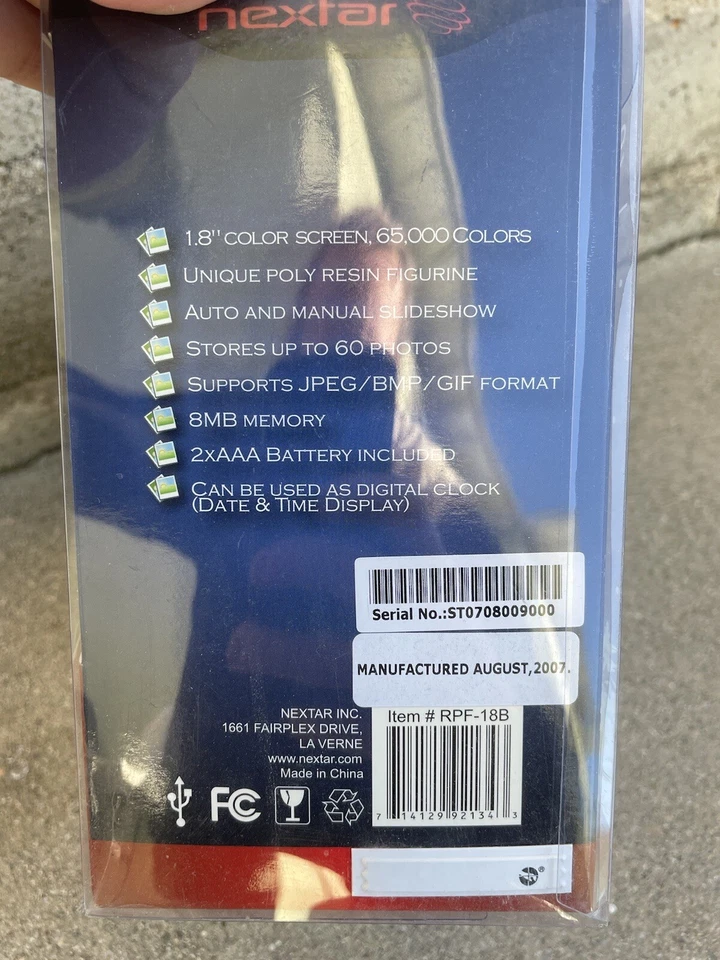 nextar
1.8" COLOR SCREEN, 65,000 COLORS
UNIQUE POLY RESIN FIGURINE
AUTO AND MANUAL SLIDESHOW
STORES UP TO 60 PHOTOS
SUPPORTS JPEG/BMP/GIF FORMAT
8MB MEMORY
2XAAA BATTERY INCLUDED
CAN BE USED AS DIGITAL CLOCK
(DATE & TIME DISPLAY)
Serial No.:ST0708009000
MANUFACTURED AUGUST,2007.
NEXTAR INC.
1661 FAIRPLEX DRIVE,
LA VERNE
www.nextar.com
Made in China
Item # RPF-18B
7 14129 92134 3
FC
®